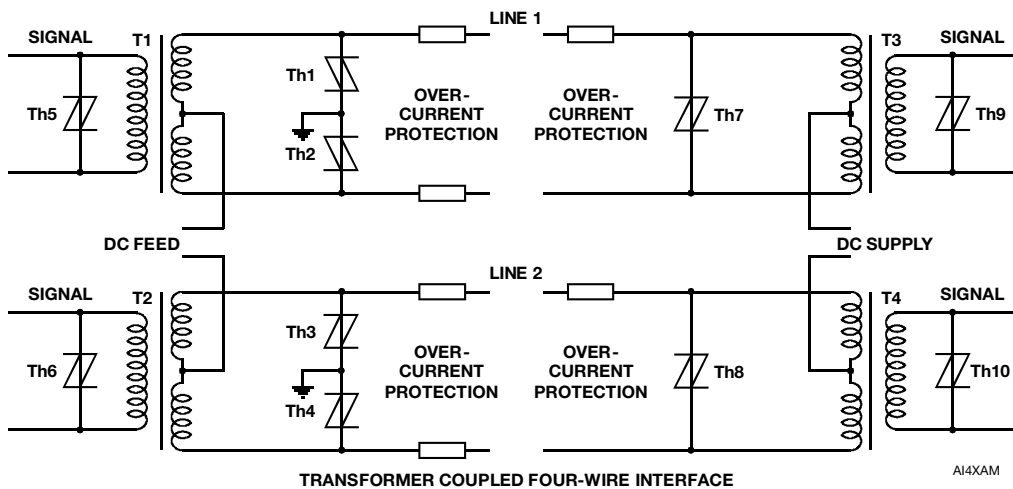 LINE 1
SIGNAL
T1
T3
SIGNAL
Th1
OVER-
CURRENT
PROTECTION
OVER-
CURRENT
PROTECTION
Th5
Th7
Th9
Th2
DC FEED
DC SUPPLY
LINE 2
SIGNAL
T2
T4
SIGNAL
Th3
OVER-
CURRENT
PROTECTION
OVER-
CURRENT
PROTECTION
Th6
Th8
Th10
Th4
AI4XAM
TRANSFORMER COUPLED FOUR-WIRE INTERFACE